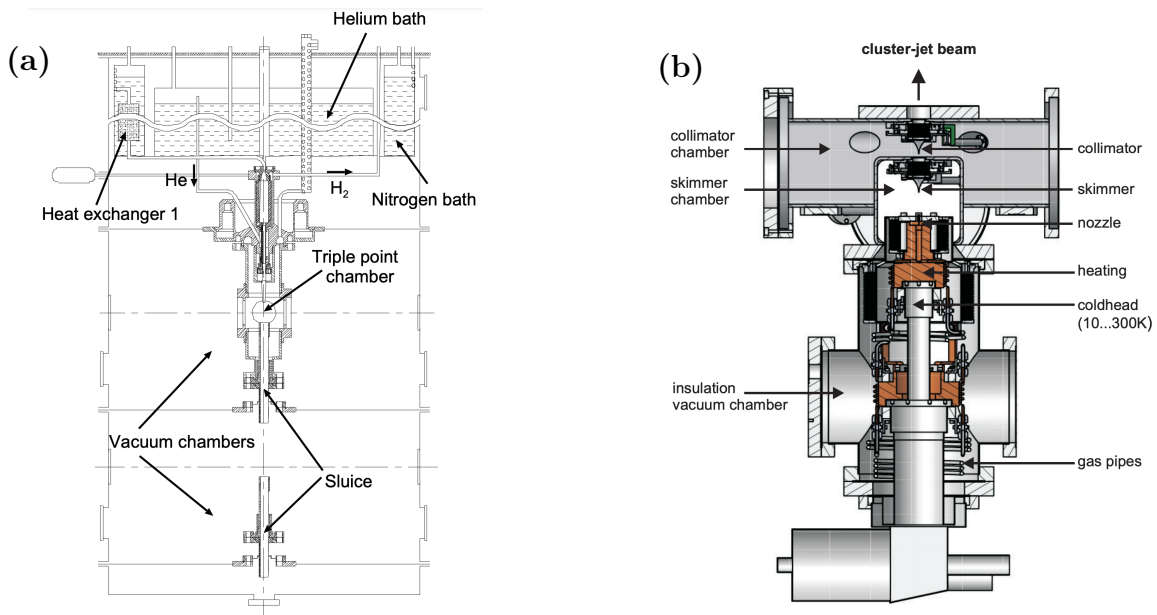 (a)
Helium bath
He
H2
Heat exchanger 1
Nitrogen bath
Triple point
chamber
Vacuum chambers
Sluice
(b)
cluster-jet beam
collimator
chamber
collimator
skimmer
chamber
skimmer
nozzle
heating
coldhead
(10...300K)
insulation
vacuum chamber
gas pipes